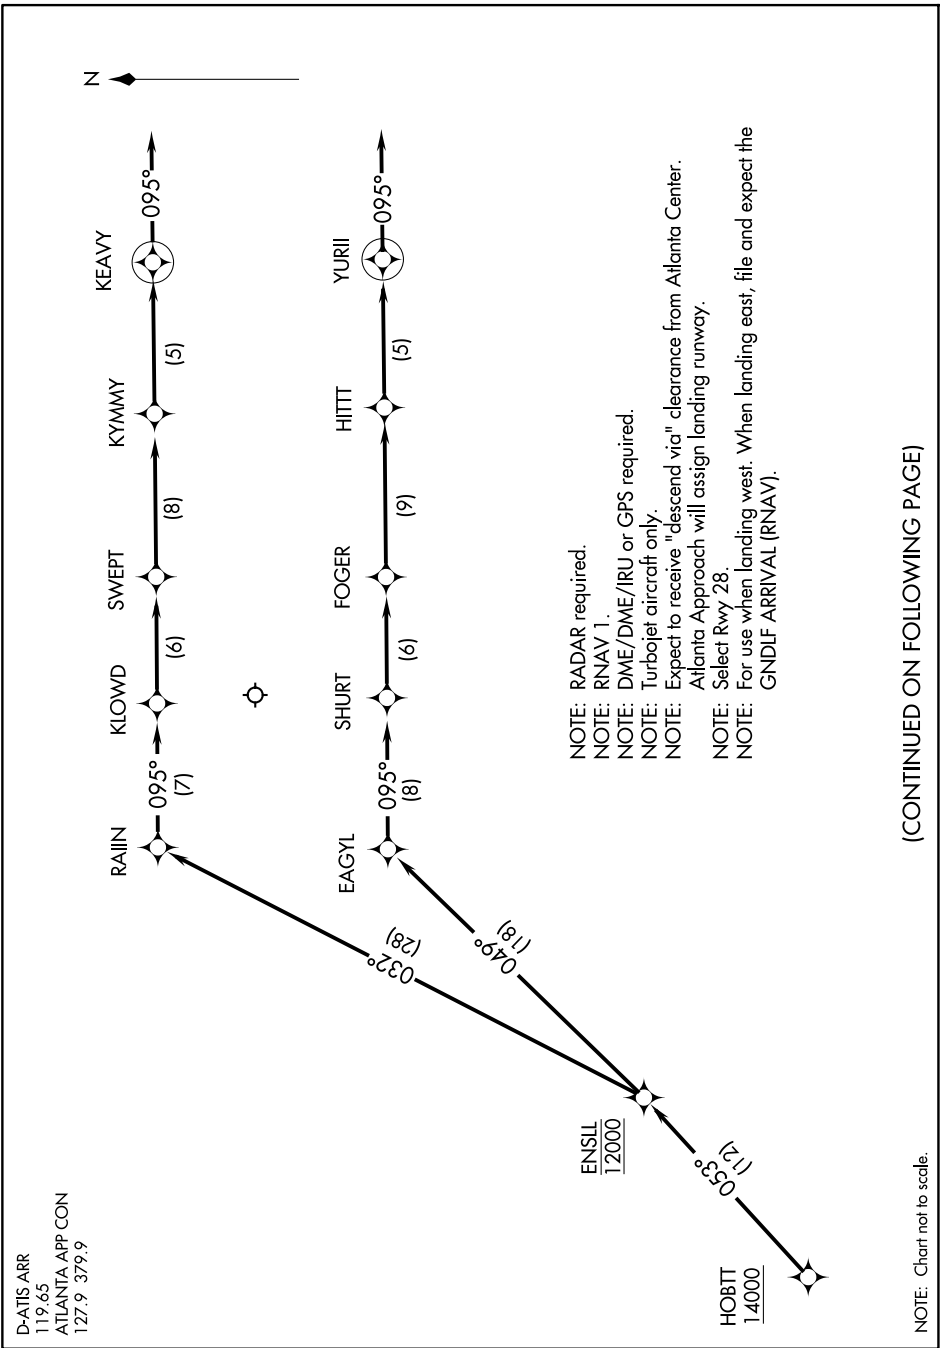 D-ATIS ARR
119.65
ATLANTA APP CON
127.9 379.9
N
RAIIN
095°
(7)
KLOWD
(6)
SWEPT
(8)
KYMMY
(5)
KEAVY
095°
EAGYL
095°
(8)
SHURT
(6)
FOGER
(9)
HITTT
(5)
YURII
095°
032°
(28)
049°
(18)
ENSLL
12000
053°
(12)
HOBTT
14000
NOTE: RADAR required.
NOTE: RNAV 1.
NOTE: DME/DME/IRU or GPS required.
NOTE: Turbojet aircraft only.
NOTE: Expect to receive "descend via" clearance from Atlanta Center.
Atlanta Approach will assign landing runway.
NOTE: Select Rwy 28.
NOTE: For use when landing west. When landing east, file and expect the
GNDLF ARRIVAL (RNAV).
(CONTINUED ON FOLLOWING PAGE)
NOTE: Chart not to scale.